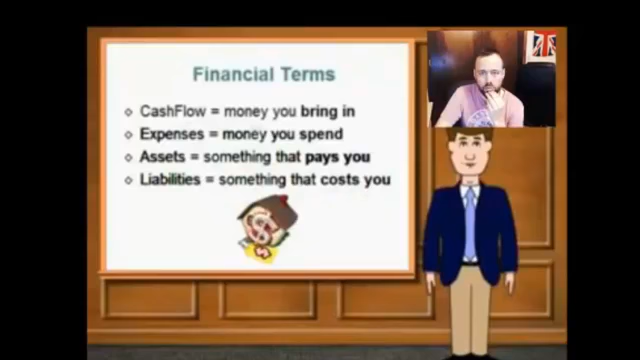 Financial Terms
◇ CashFlow = money you bring in
◇ Expenses = money you spend
◇ Assets = something that pays you
◇ Liabilities = something that costs you